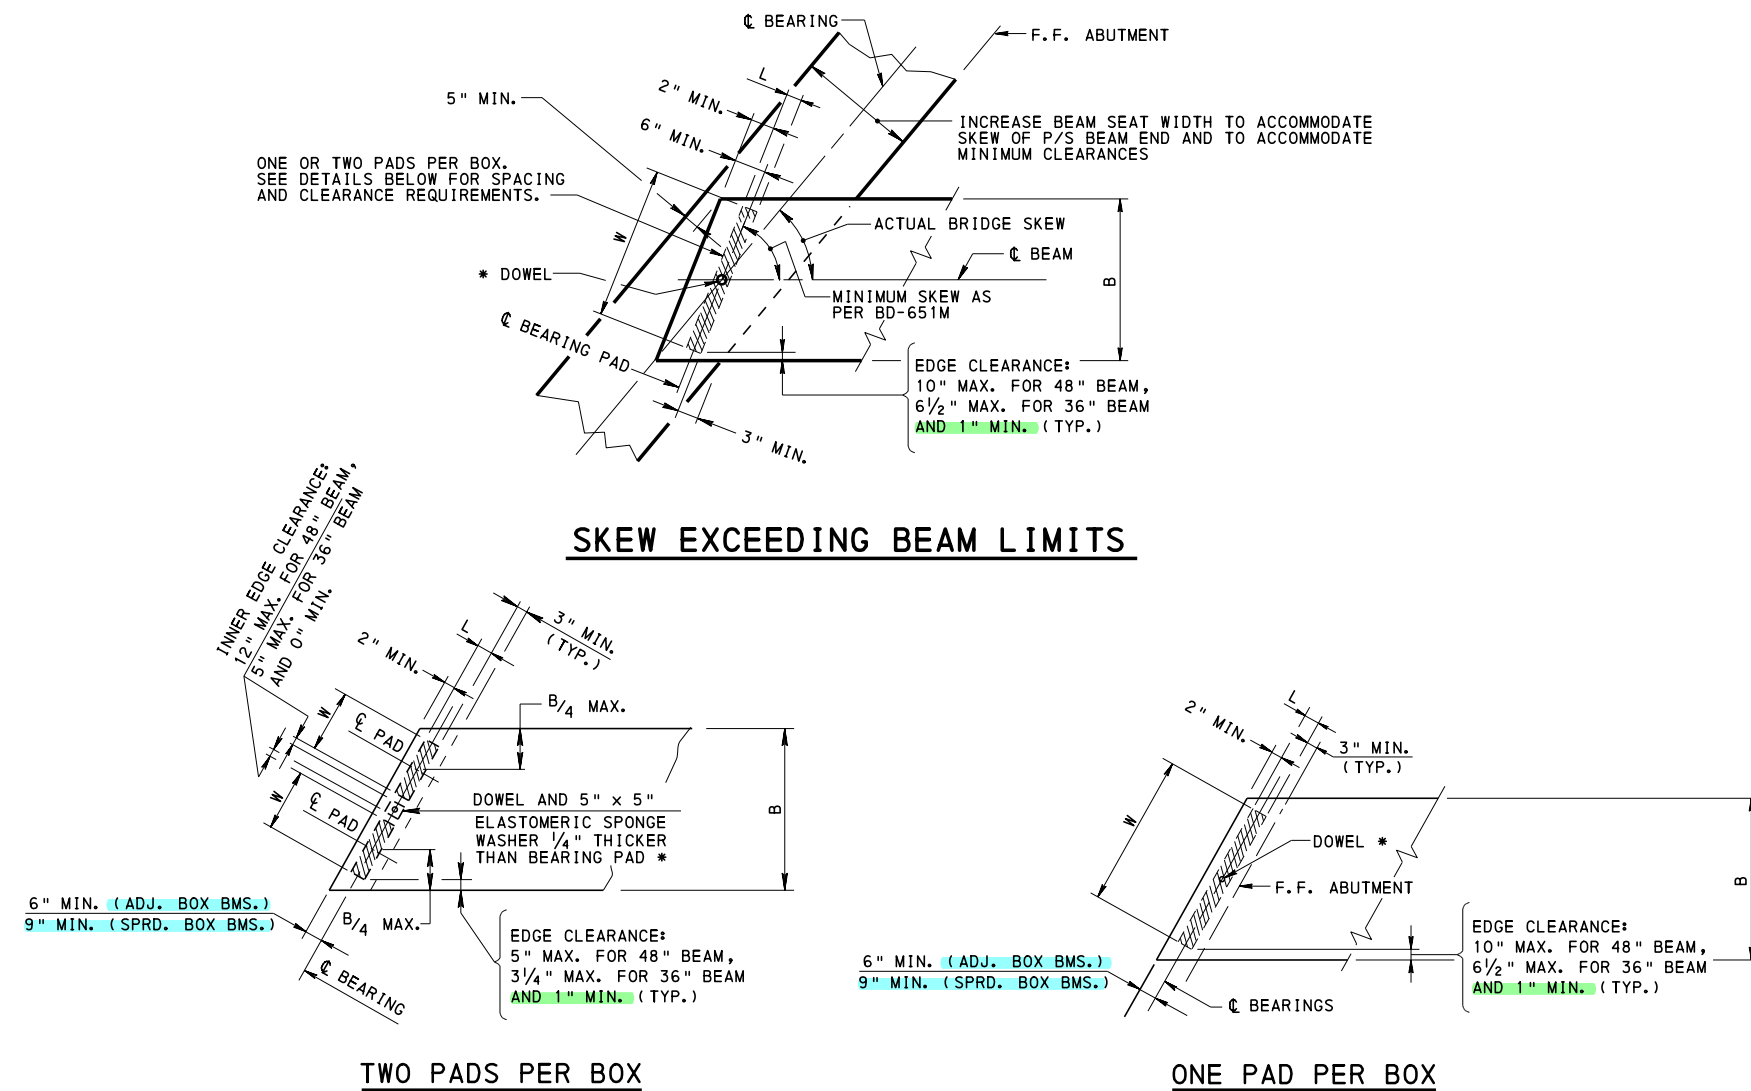 ℄ BEARING
F.F. ABUTMENT
L
2" MIN.
5" MIN.
6" MIN.
INCREASE BEAM SEAT WIDTH TO ACCOMMODATE
SKEW OF P/S BEAM END AND TO ACCOMMODATE
MINIMUM CLEARANCES
ONE OR TWO PADS PER BOX.
SEE DETAILS BELOW FOR SPACING
AND CLEARANCE REQUIREMENTS.
W
ACTUAL BRIDGE SKEW
℄ BEAM
B
* DOWEL
MINIMUM SKEW AS
PER BD-651M
℄ BEARING PAD
EDGE CLEARANCE:
10" MAX. FOR 48" BEAM,
6 1/2" MAX. FOR 36" BEAM
AND 1" MIN. (TYP.)
3" MIN.
SKEW EXCEEDING BEAM LIMITS
INNER EDGE CLEARANCE:
12" MAX. FOR 48" BEAM,
5" MAX. FOR 36" BEAM
AND 0" MIN.
2" MIN.
L
3" MIN.
(TYP.)
B/4 MAX.
W
℄ PAD
W
℄ PAD
DOWEL AND 5" x 5"
ELASTOMERIC SPONGE
WASHER 1/4" THICKER
THAN BEARING PAD *
B
6" MIN. (ADJ. BOX BMS.)
9" MIN. (SPRD. BOX BMS.)
B/4 MAX.
℄ BEARING
EDGE CLEARANCE:
5" MAX. FOR 48" BEAM,
3 1/4" MAX. FOR 36" BEAM
AND 1" MIN. (TYP.)
TWO PADS PER BOX
2" MIN.
L
3" MIN.
(TYP.)
W
DOWEL *
F.F. ABUTMENT
B
6" MIN. (ADJ. BOX BMS.)
9" MIN. (SPRD. BOX BMS.)
℄ BEARINGS
EDGE CLEARANCE:
10" MAX. FOR 48" BEAM,
6 1/2" MAX. FOR 36" BEAM
AND 1" MIN. (TYP.)
ONE PAD PER BOX